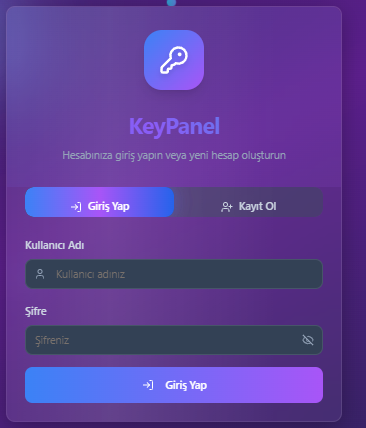 KeyPanel
Hesabınıza giriş yapın veya yeni hesap oluşturun
Giriş Yap
Kayıt Ol
Kullanıcı Adı
Kullanıcı adınız
Şifre
Şifreniz
Giriş Yap